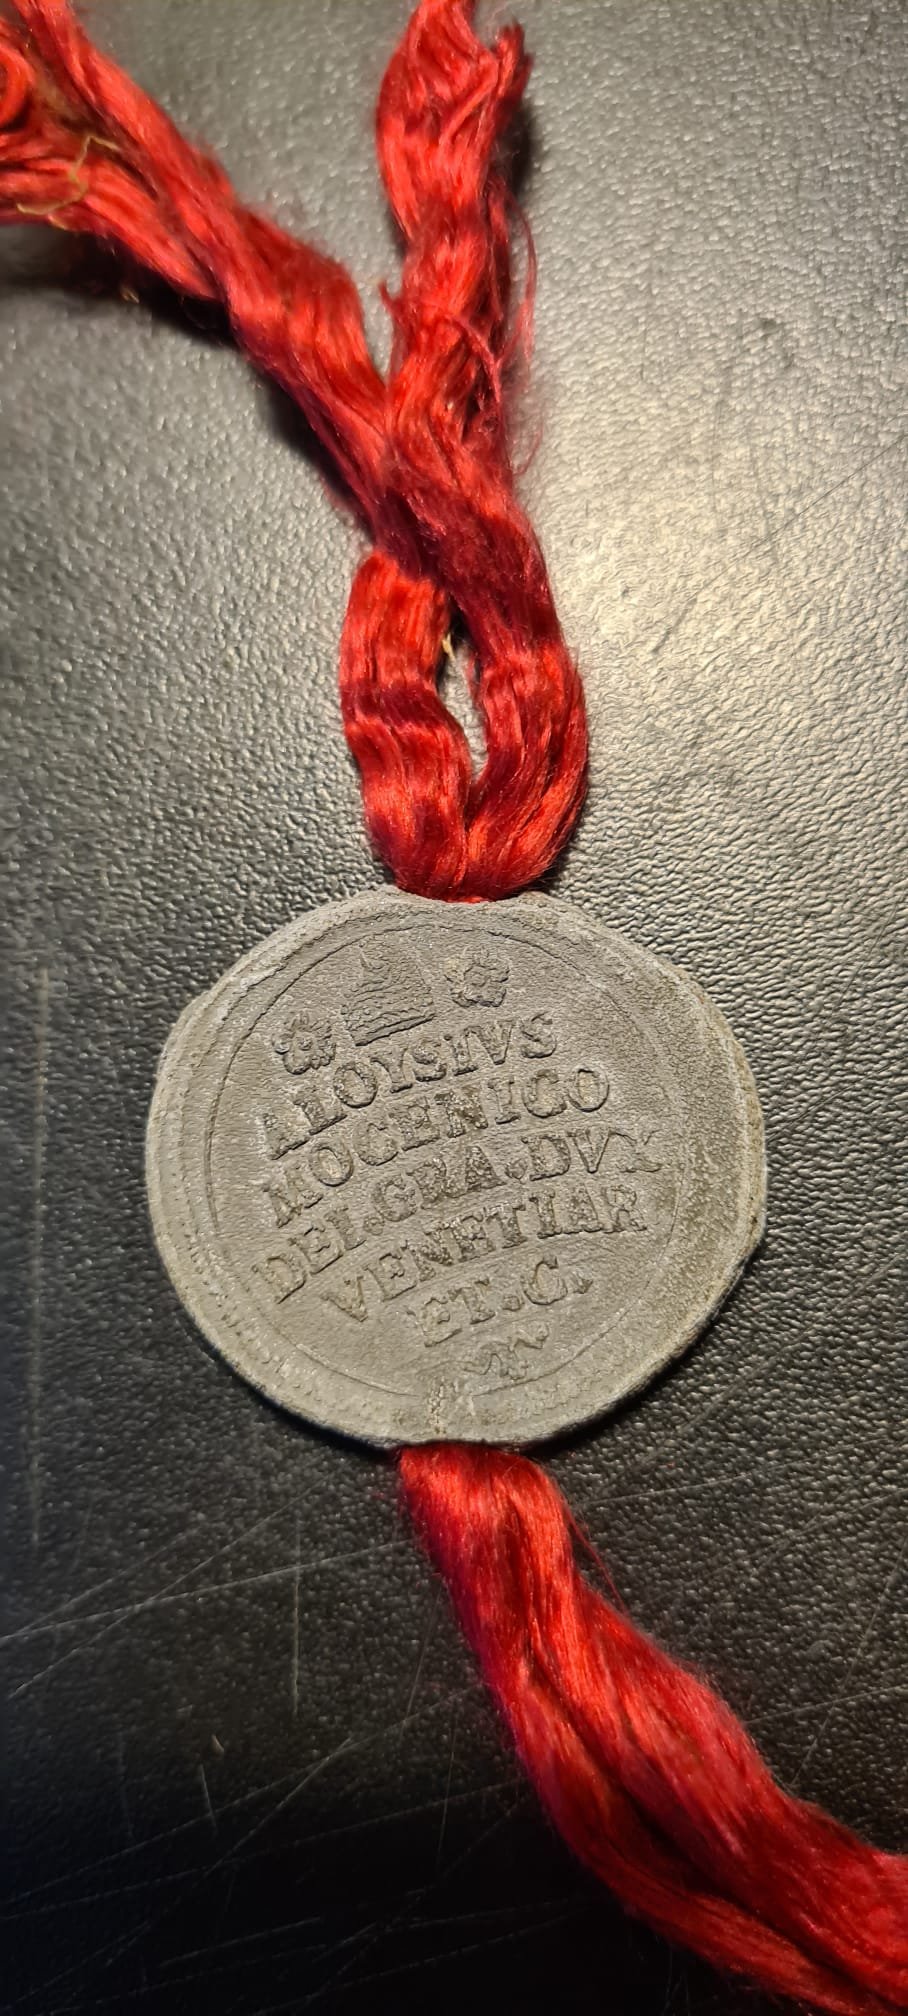 ALOYSIVS
MOCENICO
DEI.GRA.DVX
VENETIAR
ET.C.